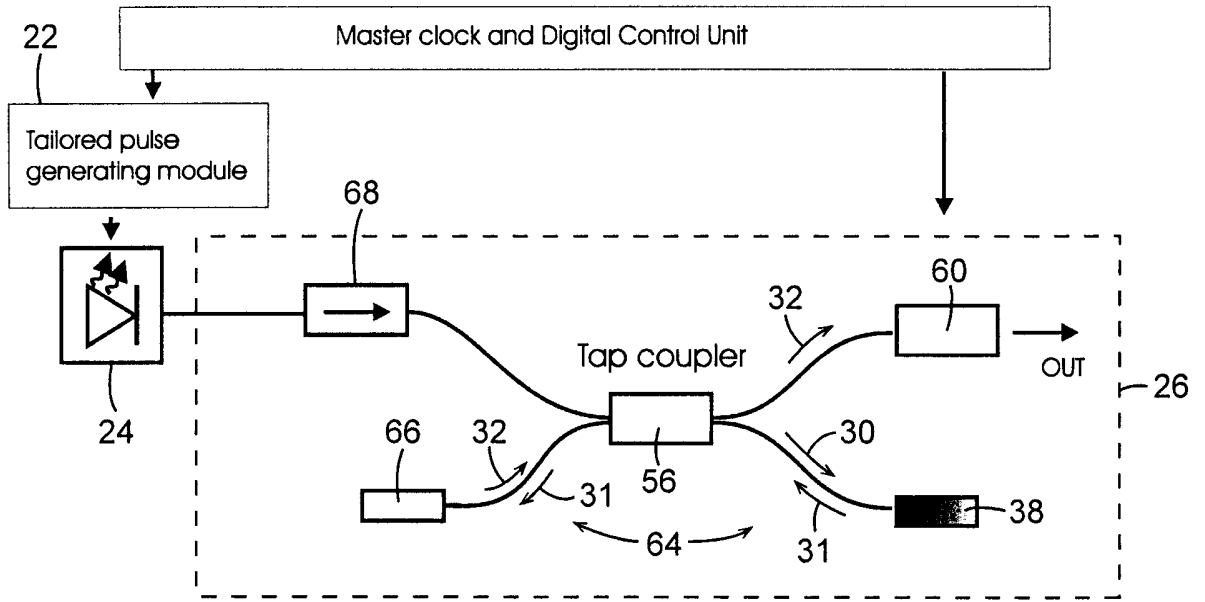 Master clock and Digital Control Unit
22
Tailored pulse
generating module
68
60
32
Tap coupler
OUT
26
24
66
32
30
56
31
38
64
31